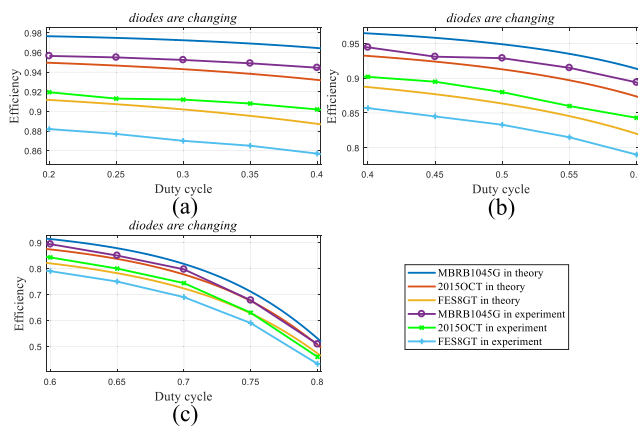 diodes are changing
0.98
0.96
0.94
0.92
0.9
0.88
0.86
Efficiency
0.2 0.25 0.3 0.35 0.4
Duty cycle
(a)
diodes are changing
0.95
0.9
0.85
0.8
Efficiency
0.4 0.45 0.5 0.55
Duty cycle
(b)
diodes are changing
0.9
0.8
0.7
0.6
0.5
Efficiency
0.6 0.65 0.7 0.75 0.8
Duty cycle
(c)
MBRB1045G in theory
2015OCT in theory
FES8GT in theory
MBRB1045G in experiment
2015OCT in experiment
FES8GT in experiment